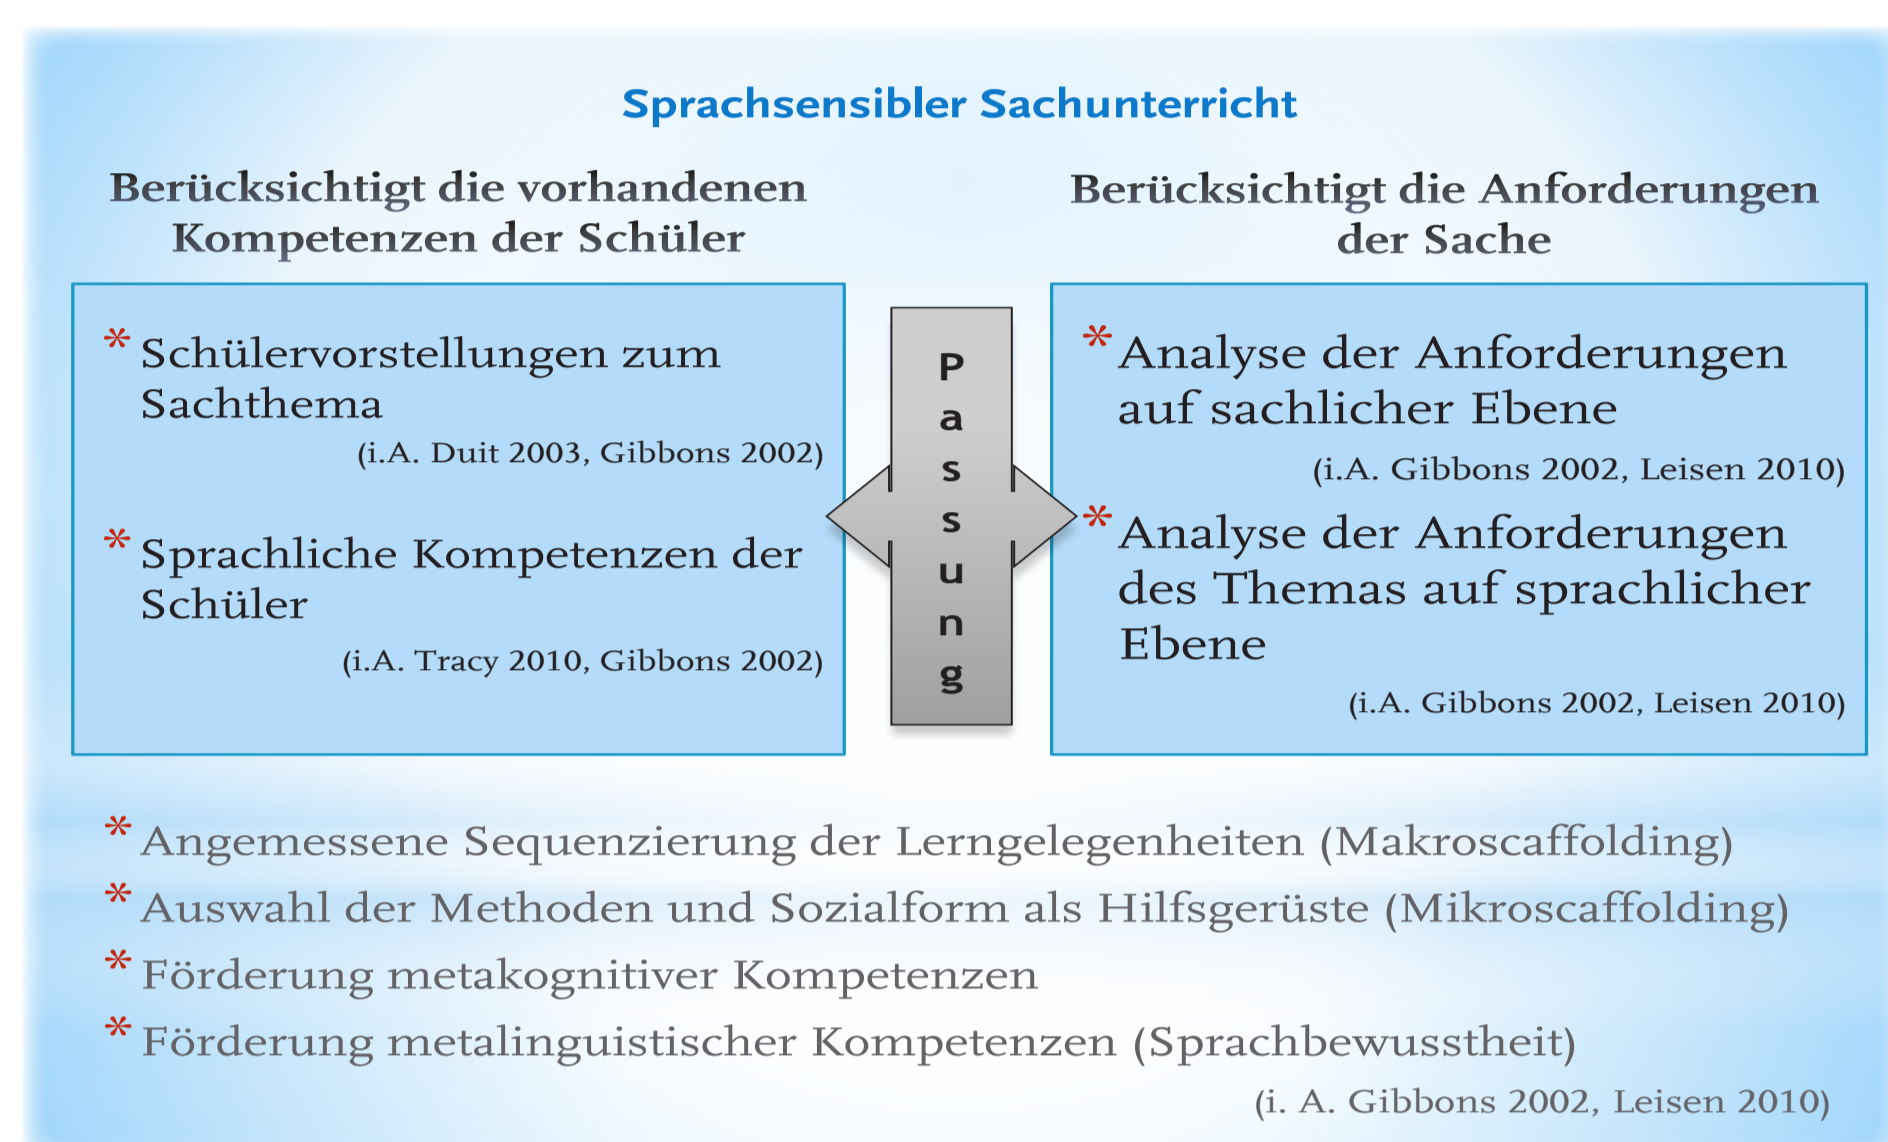 Sprachsensibler Sachunterricht
Berücksichtigt die vorhandenen
Kompetenzen der Schüler
* Schülervorstellungen zum
Sachthema
(i.A. Duit 2003, Gibbons 2002)
* Sprachliche Kompetenzen der
Schüler
(i.A. Tracy 2010, Gibbons 2002)
P
a
s
s
u
n
g
Berücksichtigt die Anforderungen
der Sache
* Analyse der Anforderungen
auf sachlicher Ebene
(i.A. Gibbons 2002, Leisen 2010)
* Analyse der Anforderungen
des Themas auf sprachlicher
Ebene
(i.A. Gibbons 2002, Leisen 2010)
* Angemessene Sequenzierung der Lerngelegenheiten (Makroscaffolding)
* Auswahl der Methoden und Sozialform als Hilfsgerüste (Mikroscaffolding)
* Förderung metakognitiver Kompetenzen
* Förderung metalinguistischer Kompetenzen (Sprachbewusstheit)
(i. A. Gibbons 2002, Leisen 2010)